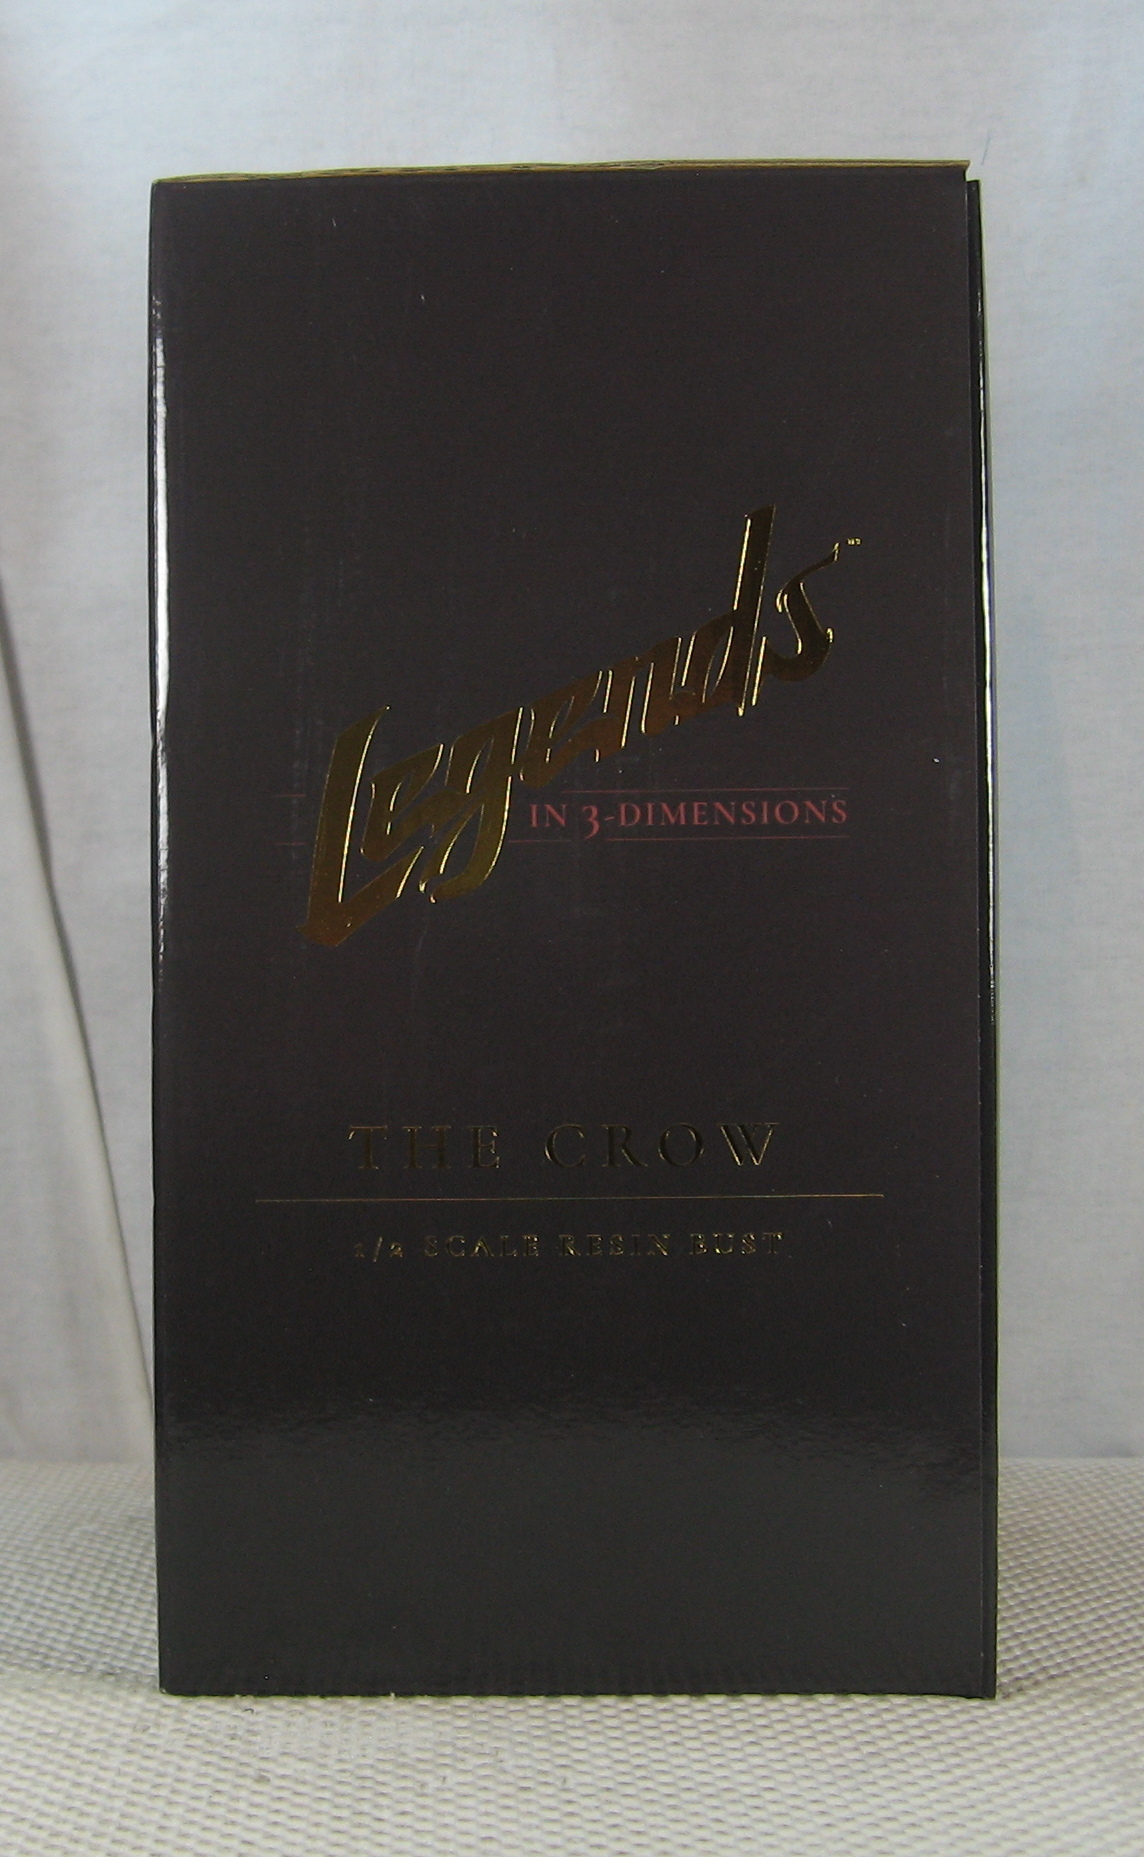 Legends™
IN 3-DIMENSIONS
THE CROW
1/2 SCALE RESIN BUST